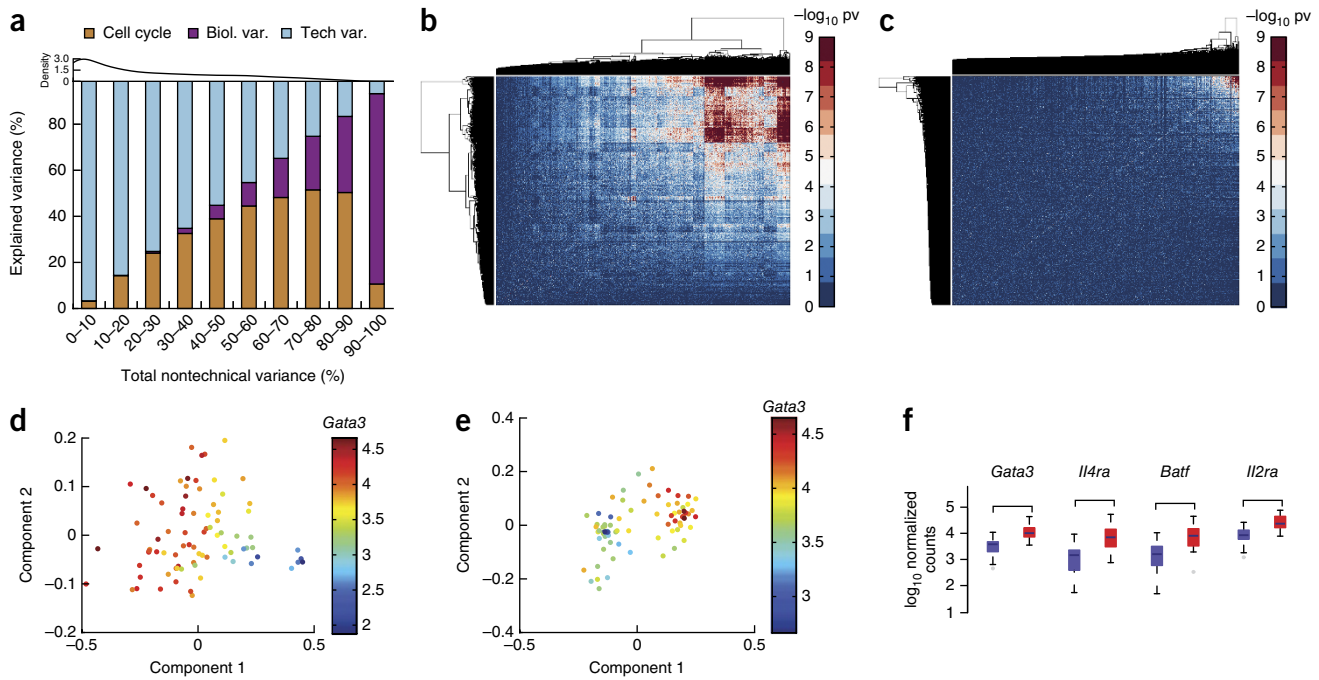 a
Cell cycle Biol. var. Tech var.
Density
3.0
1.5
Explained variance (%)
80
60
40
20
0
0–10 10–20 20–30 30–40 40–50 50–60 60–70 70–80 80–90 90–100
Total nontechnical variance (%)
b
–log10 pv
9
8
7
6
5
4
3
2
1
0
c
–log10 pv
9
8
7
6
5
4
3
2
1
0
d
Gata3
0.2
0.1
0
–0.1
–0.2
Component 2
–0.5 0 0.5
Component 1
4.5
4
3.5
3
2.5
2
e
Gata3
0.4
0.2
0
–0.2
–0.4
Component 2
–0.5 0 0.5
Component 1
4.5
4
3.5
3
f
Gata3 Il4ra Batf Il2ra
log10 normalized
counts
5
4
3
2
1